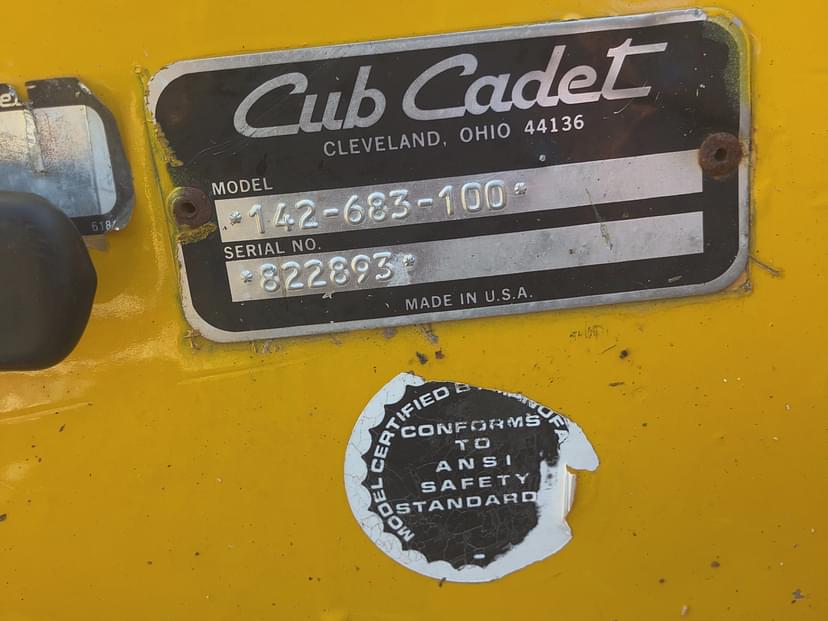 Cub Cadet
CLEVELAND, OHIO 44136
MODEL
*142-683-100*
SERIAL NO.
*822893*
MADE IN U.S.A.
MODEL CERTIFIED BY
CONFORMS
TO
ANSI
SAFETY
STANDARD